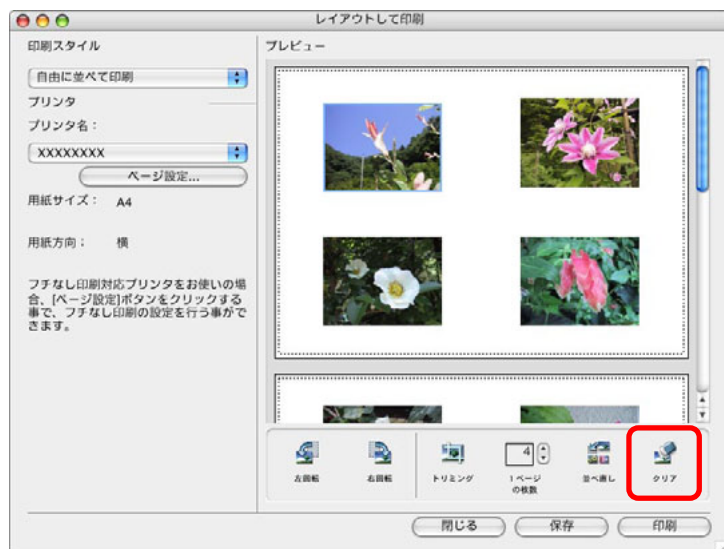 レイアウトして印刷
印刷スタイル
自由に並べて印刷
プリンタ
プリンタ名：
XXXXXXXX
ページ設定...
用紙サイズ： A4
用紙方向： 横
フチなし印刷対応プリンタをお使いの場
合、[ページ設定]ボタンをクリックする
事で、フチなし印刷の設定を行う事がで
きます。
プレビュー
左回転
右回転
トリミング
4
1ページ
の枚数
並べ直し
クリア
閉じる
保存
印刷